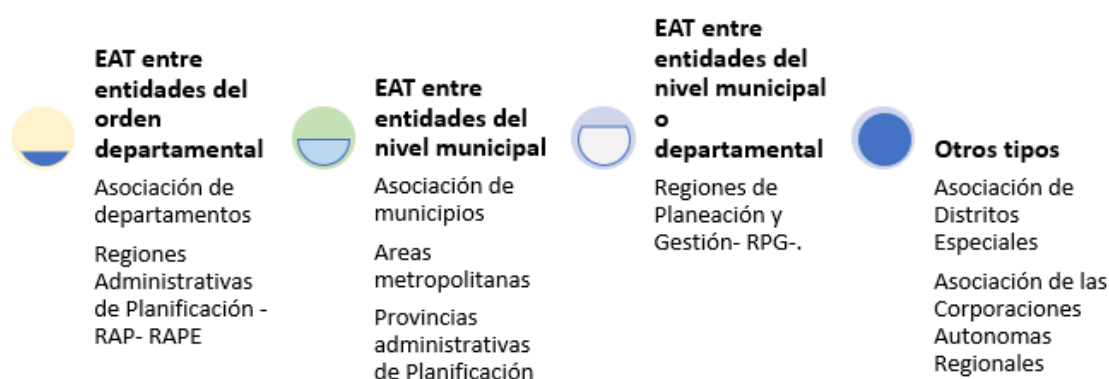 EAT entre
entidades del
orden
departamental
Asociación de
departamentos
Regiones
Administrativas
de Planificación -
RAP- RAPE
EAT entre
entidades del
nivel municipal
Asociación de
municipios
Areas
metropolitanas
Provincias
administrativas
de Planificación
EAT entre
entidades del
nivel municipal
o
departamental
Regiones de
Planeación y
Gestión- RPG-.
Otros tipos
Asociación de
Distritos
Especiales
Asociación de las
Corporaciones
Autonomas
Regionales